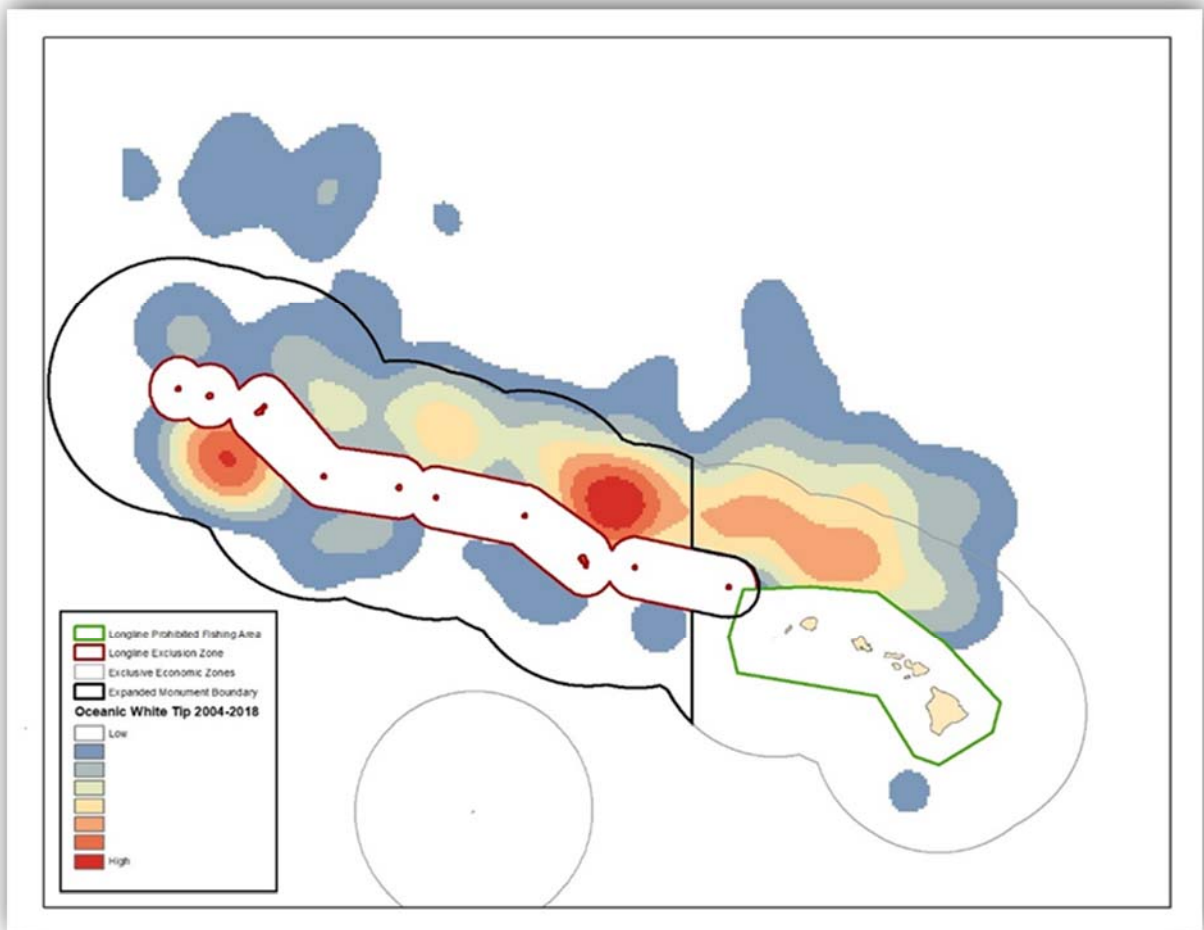 Longline Prohibited Fishing Area
Longline Exclusion Zone
Exclusive Economic Zones
Expanded Monument Boundary
Oceanic White Tip 2004-2018
Low
High